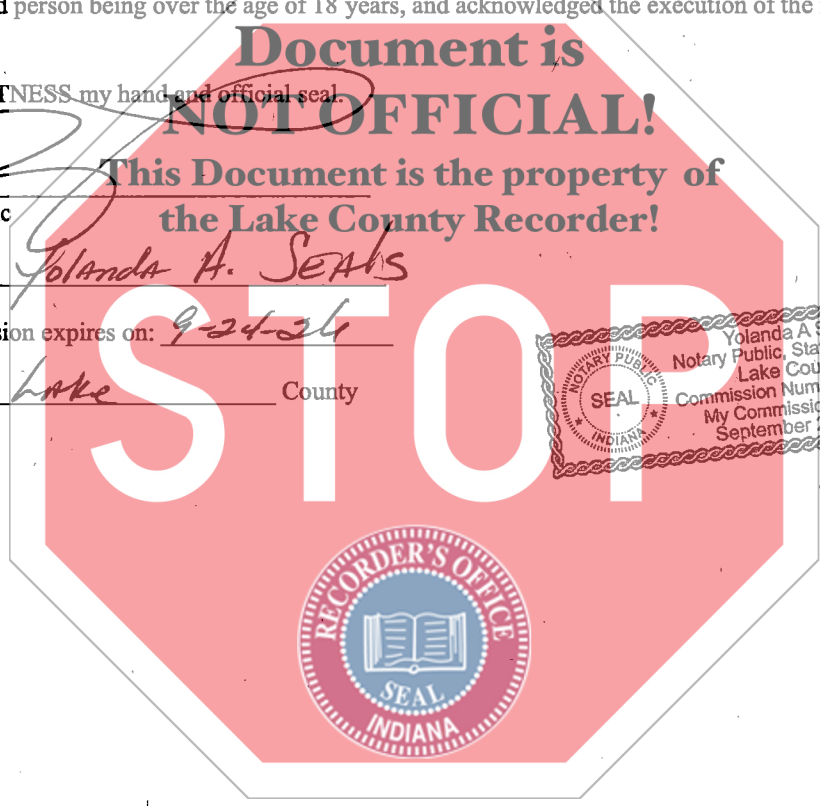 d person being over the age of 18 years, and acknowledged the execution of the
Document is
TNESS my hand and official seal.
NOT OFFICIAL!
This Document is the property of
the Lake County Recorder!
c
Yolanda A. SEAls
sion expires on: 9-24-26
Lake County
STOP
NOTARY PUBLIC
SEAL
INDIANA
Yolanda A S
Notary Public, Sta
Lake Cou
Commission Num
My Commissio
September
RECORDER'S OFFICE
SEAL
INDIANA